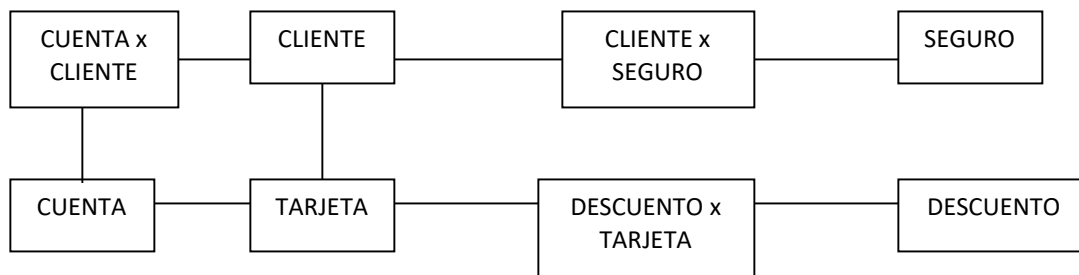 CUENTA x
CLIENTE
CLIENTE
CLIENTE x
SEGURO
SEGURO
CUENTA
TARJETA
DESCUENTO x
TARJETA
DESCUENTO